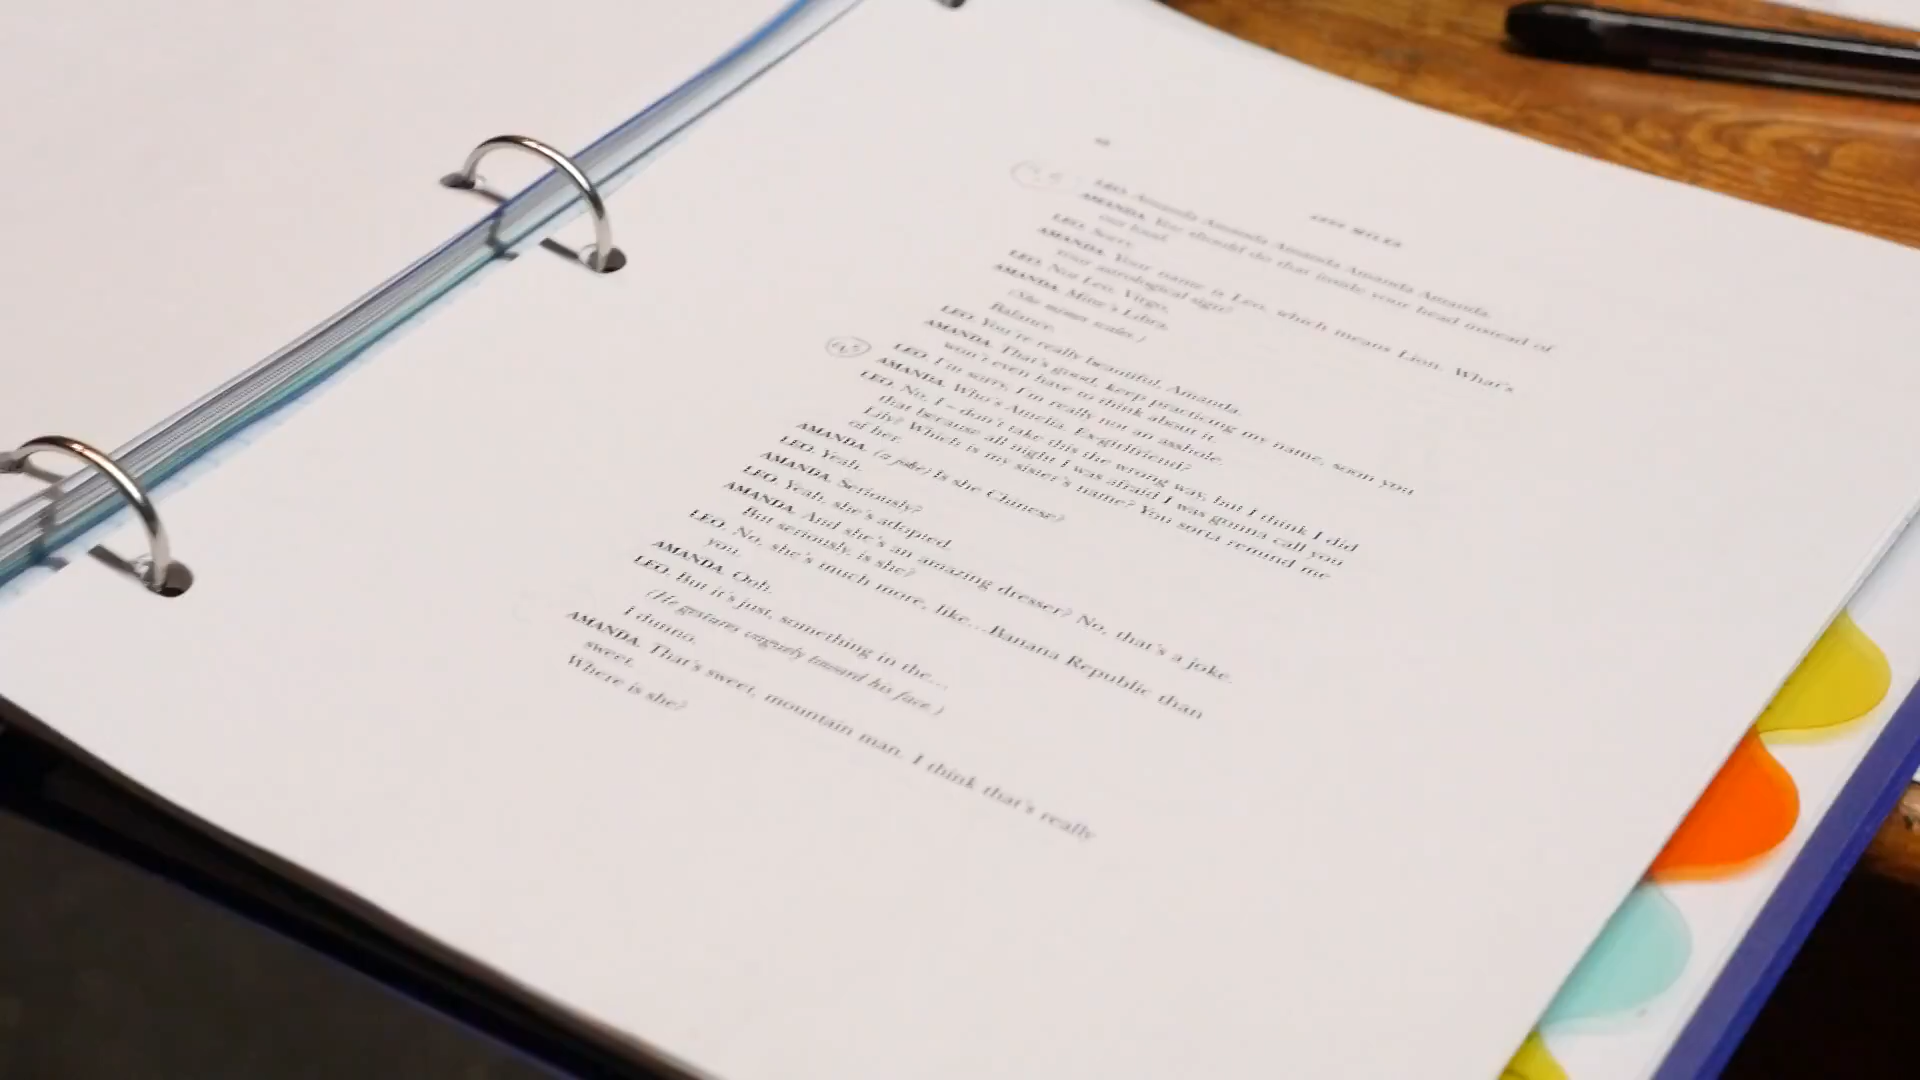 4000 MILES
LEO. Amanda Amanda Amanda Amanda Amanda.
AMANDA. You should do that inside your head instead of
out loud.
LEO. Sorry.
AMANDA. Your name is Leo, which means Lion. What's
your astrological sign?
LEO. Not Leo. Virgo.
AMANDA. Mine's Libra.
(She mimes scales.)
Balance.
LEO. You're really beautiful, Amanda.
AMANDA. That's good, keep practicing my name, soon you
won't even have to think about it.
LEO. I'm sorry, I'm really not an asshole.
AMANDA. Who's Amelia. Ex-girlfriend?
LEO. No, I – don't take this the wrong way, but I think I did
that because all night I was afraid I was gonna call you
Lily? Which is my sister's name? You sorta remind me
of her.
AMANDA. (a joke) Is she Chinese?
LEO. Yeah.
AMANDA. Seriously?
LEO. Yeah, she's adopted.
AMANDA. And she's an amazing dresser? No, that's a joke.
But seriously, is she?
LEO. No, she's much more, like…Banana Republic than
you.
AMANDA. Ooh.
LEO. But it's just, something in the…
(He gestures vaguely toward his face.)
I dunno.
AMANDA. That's sweet, mountain man. I think that's really
sweet.
Where is she?